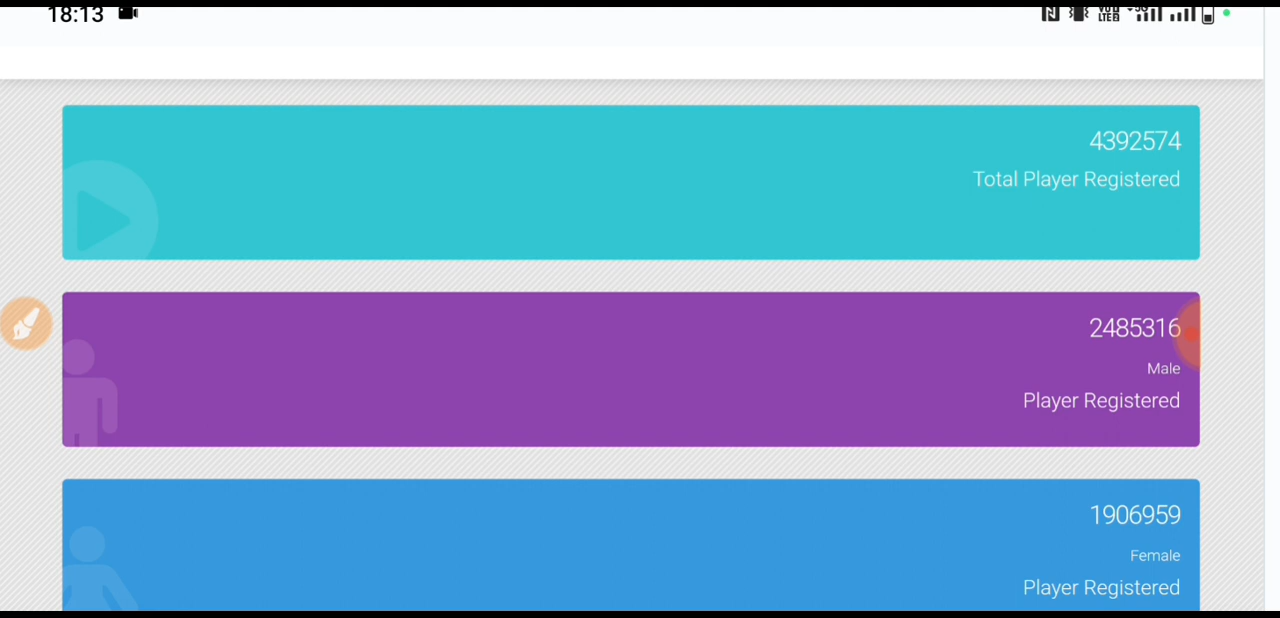 18:13
4392574
Total Player Registered
2485316
Male
Player Registered
1906959
Female
Player Registered